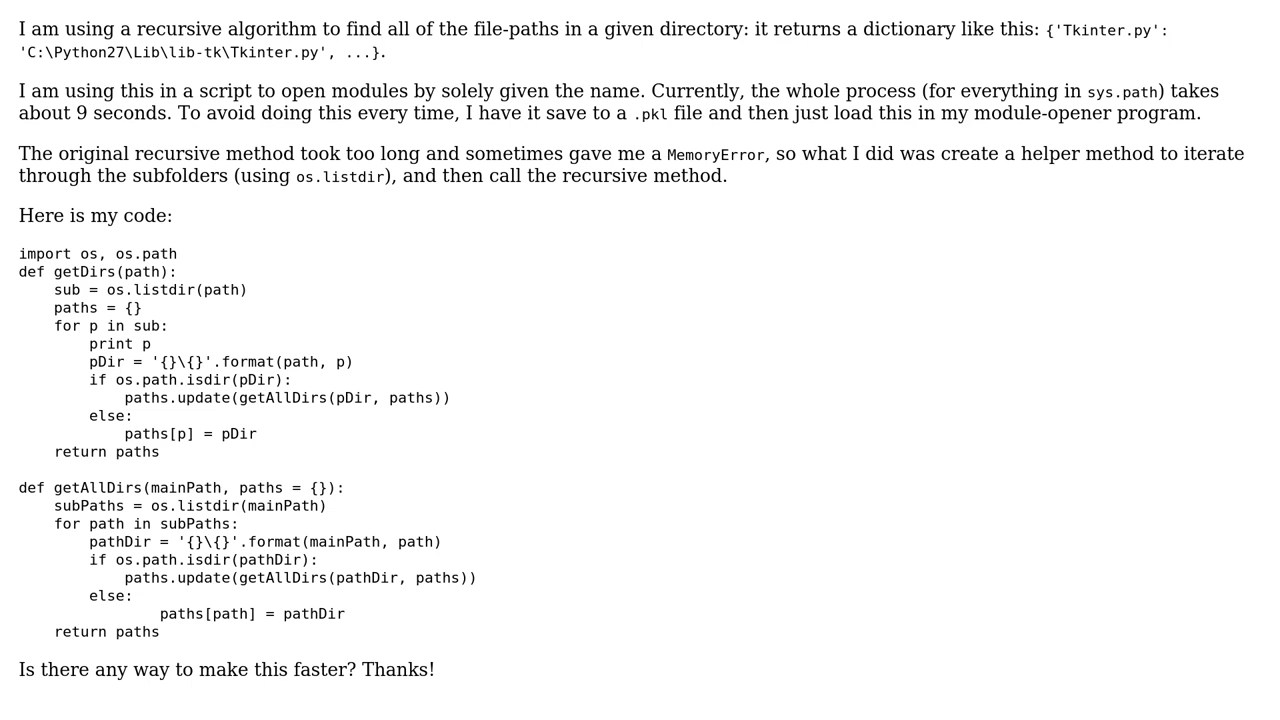 I am using a recursive algorithm to find all of the file-paths in a given directory: it returns a dictionary like this: {'Tkinter.py':
'C:\Python27\Lib\lib-tk\Tkinter.py', ...}.
I am using this in a script to open modules by solely given the name. Currently, the whole process (for everything in sys.path) takes
about 9 seconds. To avoid doing this every time, I have it save to a .pkl file and then just load this in my module-opener program.
The original recursive method took too long and sometimes gave me a MemoryError, so what I did was create a helper method to iterate
through the subfolders (using os.listdir), and then call the recursive method.
Here is my code:
import os, os.path
def getDirs(path):
    sub = os.listdir(path)
    paths = {}
    for p in sub:
        print p
        pDir = '{}\{}'.format(path, p)
        if os.path.isdir(pDir):
            paths.update(getAllDirs(pDir, paths))
        else:
            paths[p] = pDir
    return paths

def getAllDirs(mainPath, paths = {}):
    subPaths = os.listdir(mainPath)
    for path in subPaths:
        pathDir = '{}\{}'.format(mainPath, path)
        if os.path.isdir(pathDir):
            paths.update(getAllDirs(pathDir, paths))
        else:
                paths[path] = pathDir
    return paths
Is there any way to make this faster? Thanks!